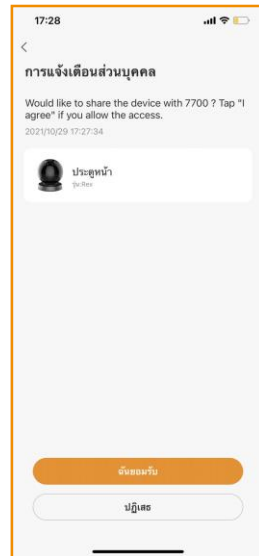 17:28
การแจ้งเตือนส่วนบุคคล
Would like to share the device with 7700 ? Tap "I
agree" if you allow the access.
2021/10/29 17:27:34
ประตูหน้า
รุ่น:Rex
ฉันยอมรับ
ปฏิเสธ